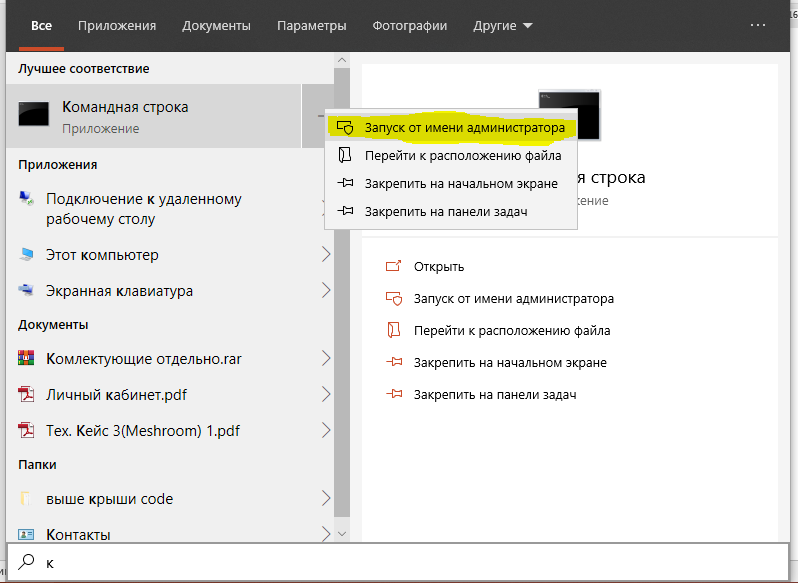 Все Приложения Документы Параметры Фотографии Другие ...
Лучшее соответствие
Командная строка
Приложение
Запуск от имени администратора
Перейти к расположению файла
Закрепить на начальном экране
Закрепить на панели задач
Приложения
Подключение к удаленному
рабочему столу
Этот компьютер
Экранная клавиатура
Документы
Комлектующие отдельно.rar
Личный кабинет.pdf
Тех. Кейс 3(Meshroom) 1.pdf
Папки
выше крыши code
Контакты
строка
Открыть
Запуск от имени администратора
Перейти к расположению файла
Закрепить на начальном экране
Закрепить на панели задач
к